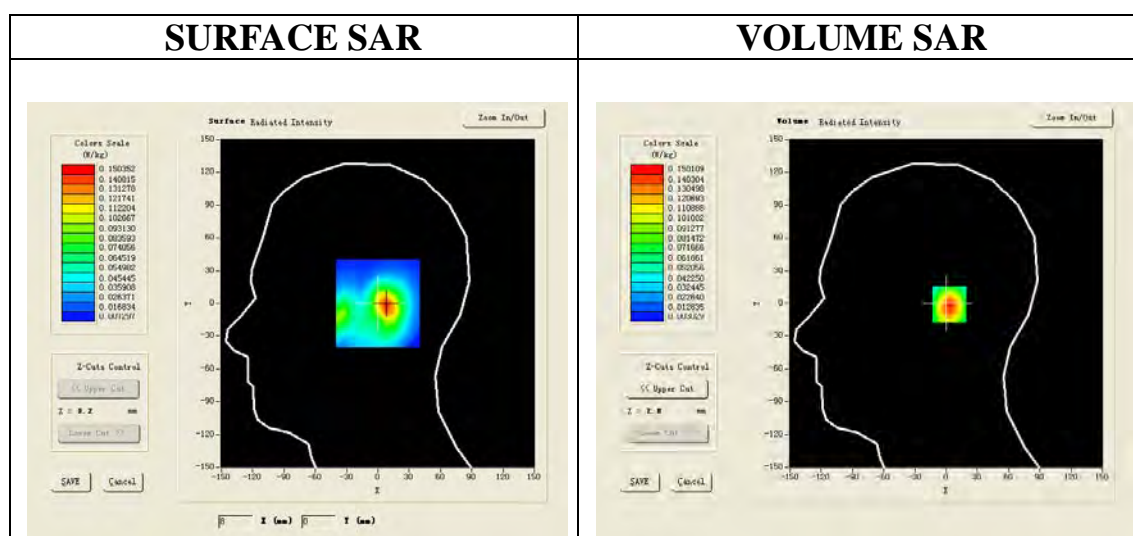 SURFACE SAR
VOLUME SAR
Surface Radiated Intensity
Zoom In/Out
Colors Scale
(W/kg)
0.150352
0.140815
0.131278
0.121741
0.112204
0.102667
0.093130
0.083593
0.074056
0.064519
0.054982
0.045445
0.035908
0.026371
0.016834
0.007297
150
120
90
60
30
0
-30
-60
-90
-120
-150
Y
-150 -120 -90 -60 -30 0 30 60 90 120 150
X
Z-Cuts Control
<< Upper Cut
mm
Lower Cut >>
SAVE
Cancel
8 X (mm) 0 Y (mm)
Volume Radiated Intensity
Zoom In/Out
Colors Scale
(W/kg)
0.150109
0.140304
0.130498
0.120693
0.110888
0.101082
0.091277
0.081472
0.071666
0.061861
0.052056
0.042250
0.032445
0.022640
0.012835
0.003029
150
120
90
60
30
0
-30
-60
-90
-120
-150
Y
-150 -120 -90 -60 -30 0 30 60 90 120 150
X
Z-Cuts Control
<< Upper Cut
mm
Lower Cut
SAVE
Cancel